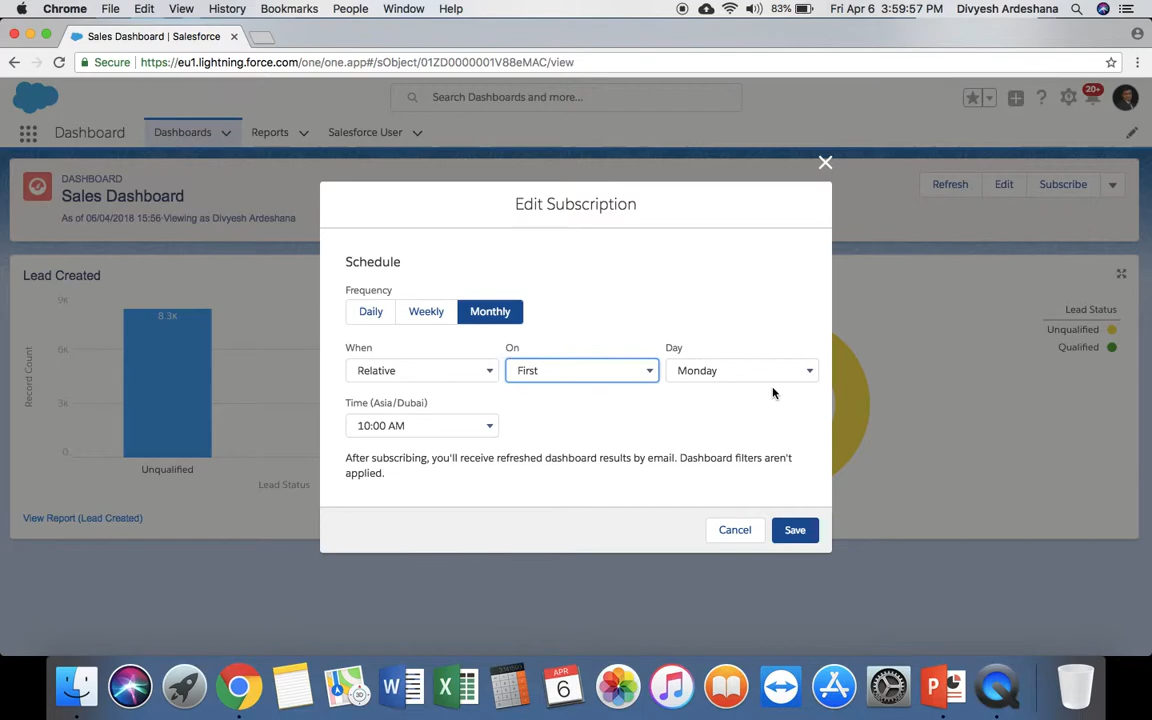 Chrome File Edit View History Bookmarks People Window Help 83% Fri Apr 6 3:59:57 PM Divyesh Ardeshana
Sales Dashboard | Salesforce
Secure https://eu1.lightning.force.com/one/one.app#/sObject/01ZD0000001V88eMAC/view
Search Dashboards and more...
20+
Dashboard Dashboards Reports Salesforce User
DASHBOARD
Sales Dashboard
As of 06/04/2018 15:56·Viewing as Divyesh Ardeshana
Refresh Edit Subscribe
Edit Subscription
Schedule
Frequency
Daily Weekly Monthly
When On Day
Relative First Monday
Time (Asia/Dubai)
10:00 AM
After subscribing, you'll receive refreshed dashboard results by email. Dashboard filters aren't
applied.
Cancel Save
Lead Created
9K
8.3K
6K
3K
0
Record Count
Unqualified
Lead Status
View Report (Lead Created)
Lead Status
Unqualified
Qualified
3D
W
X
APR
6
P